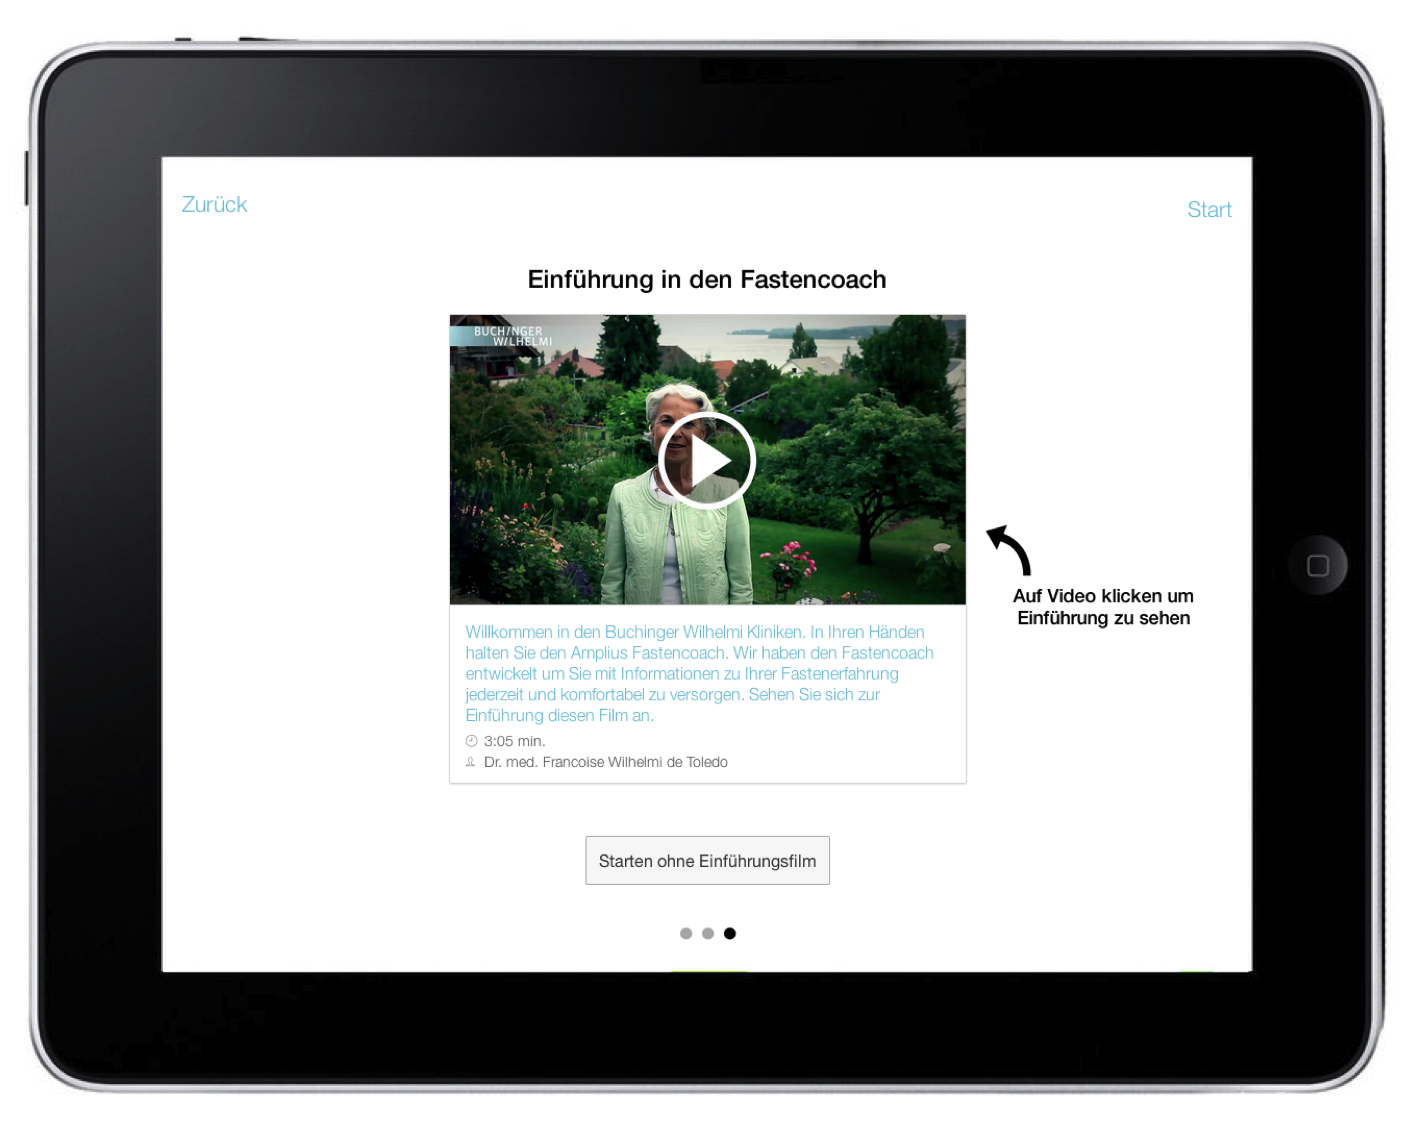 Zurück
Start
Einführung in den Fastencoach
BUCHINGER
WILHELMI
Auf Video klicken um
Einführung zu sehen
Willkommen in den Buchinger Wilhelmi Kliniken. In Ihren Händen
halten Sie den Amplius Fastencoach. Wir haben den Fastencoach
entwickelt um Sie mit Informationen zu Ihrer Fastenerfahrung
jederzeit und komfortabel zu versorgen. Sehen Sie sich zur
Einführung diesen Film an.
3:05 min.
Dr. med. Francoise Wilhelmi de Toledo
Starten ohne Einführungsfilm